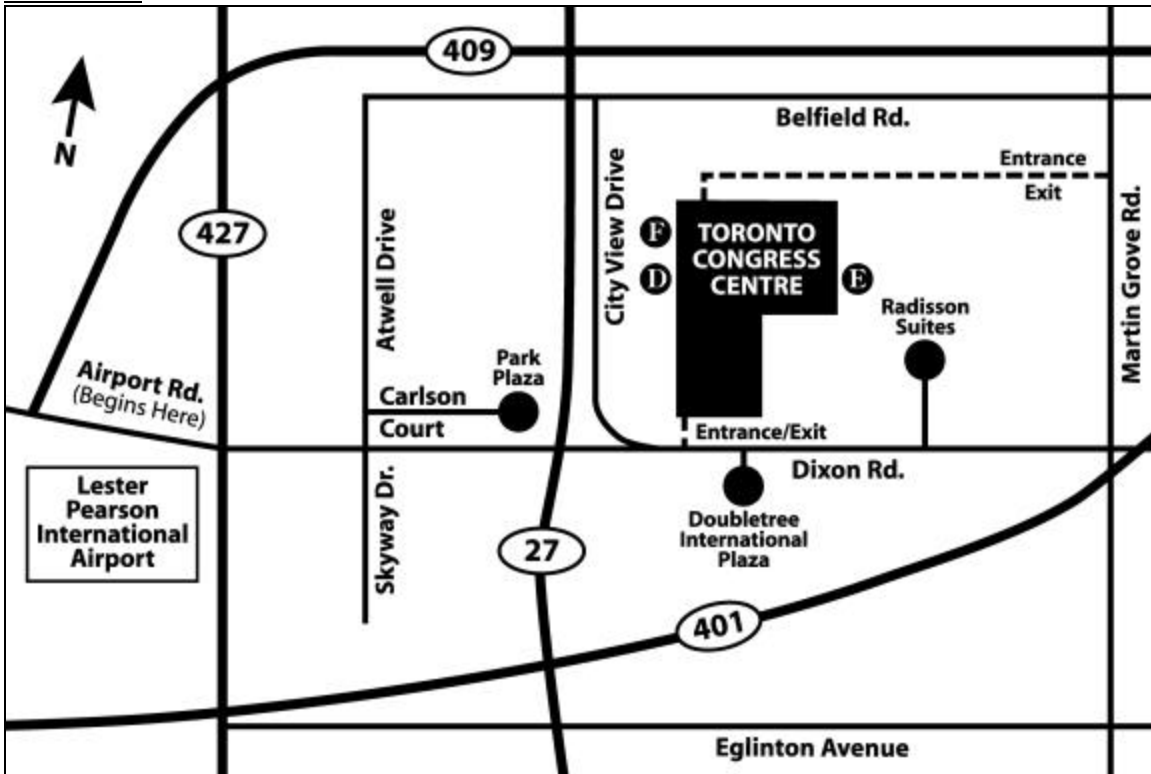 409
Belfield Rd.
N
Entrance
Exit
427
City View Drive
Atwell Drive
F
TORONTO
CONGRESS
CENTRE
D
E
Martin Grove Rd.
Radisson
Suites
Park
Plaza
Airport Rd.
(Begins Here)
Carlson
Court
Entrance/Exit
Dixon Rd.
Lester
Pearson
International
Airport
Skyway Dr.
27
Doubletree
International
Plaza
401
Eglinton Avenue